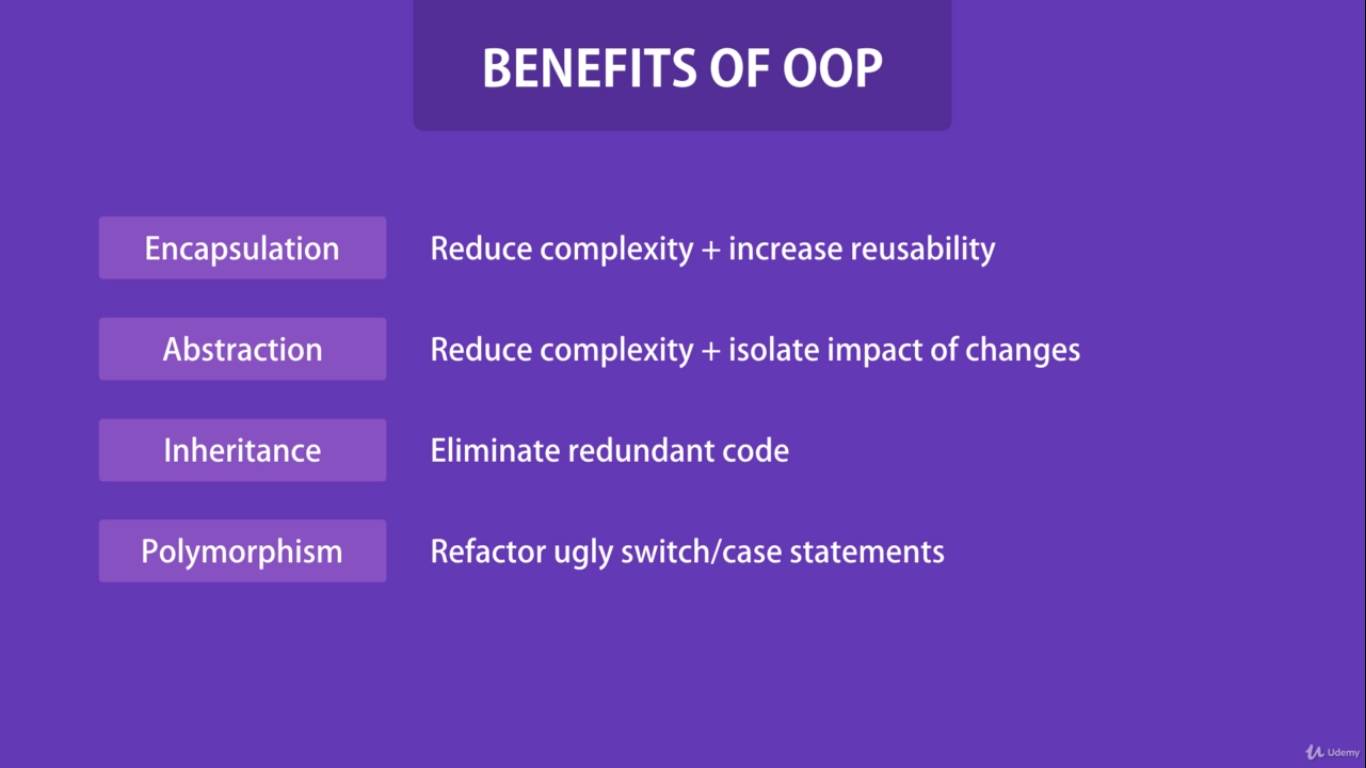 BENEFITS OF OOP
Encapsulation Reduce complexity + increase reusability
Abstraction Reduce complexity + isolate impact of changes
Inheritance Eliminate redundant code
Polymorphism Refactor ugly switch/case statements
Udemy